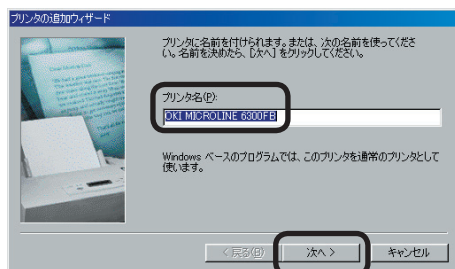 プリンタの追加ウィザード
プリンタに名前を付けられます。または、次の名前を使ってくださ
い。名前を決めたら、[次へ] をクリックしてください。
プリンタ名(P):
OKI MICROLINE 6300FB
Windows ベースのプログラムでは、このプリンタを通常のプリンタとして
使います。
< 戻る(B)
次へ >
キャンセル